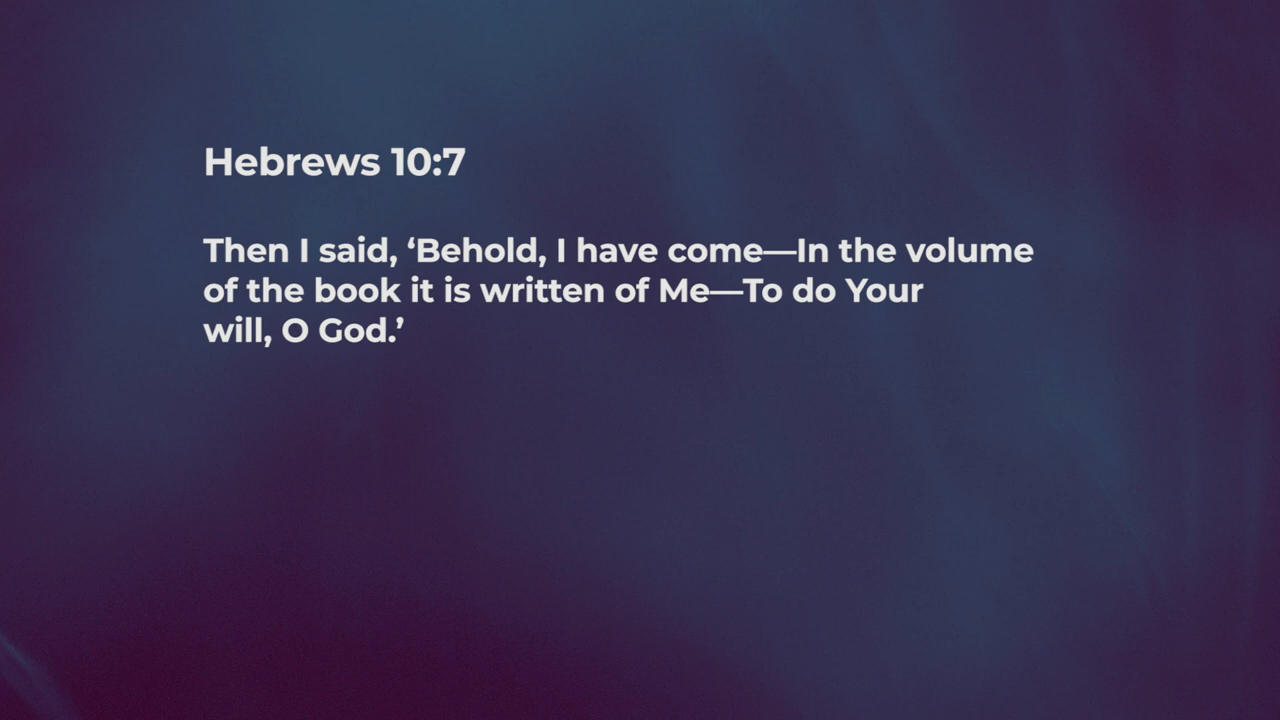 Hebrews 10:7
Then I said, ‘Behold, I have come—In the volume
of the book it is written of Me—To do Your
will, O God.’